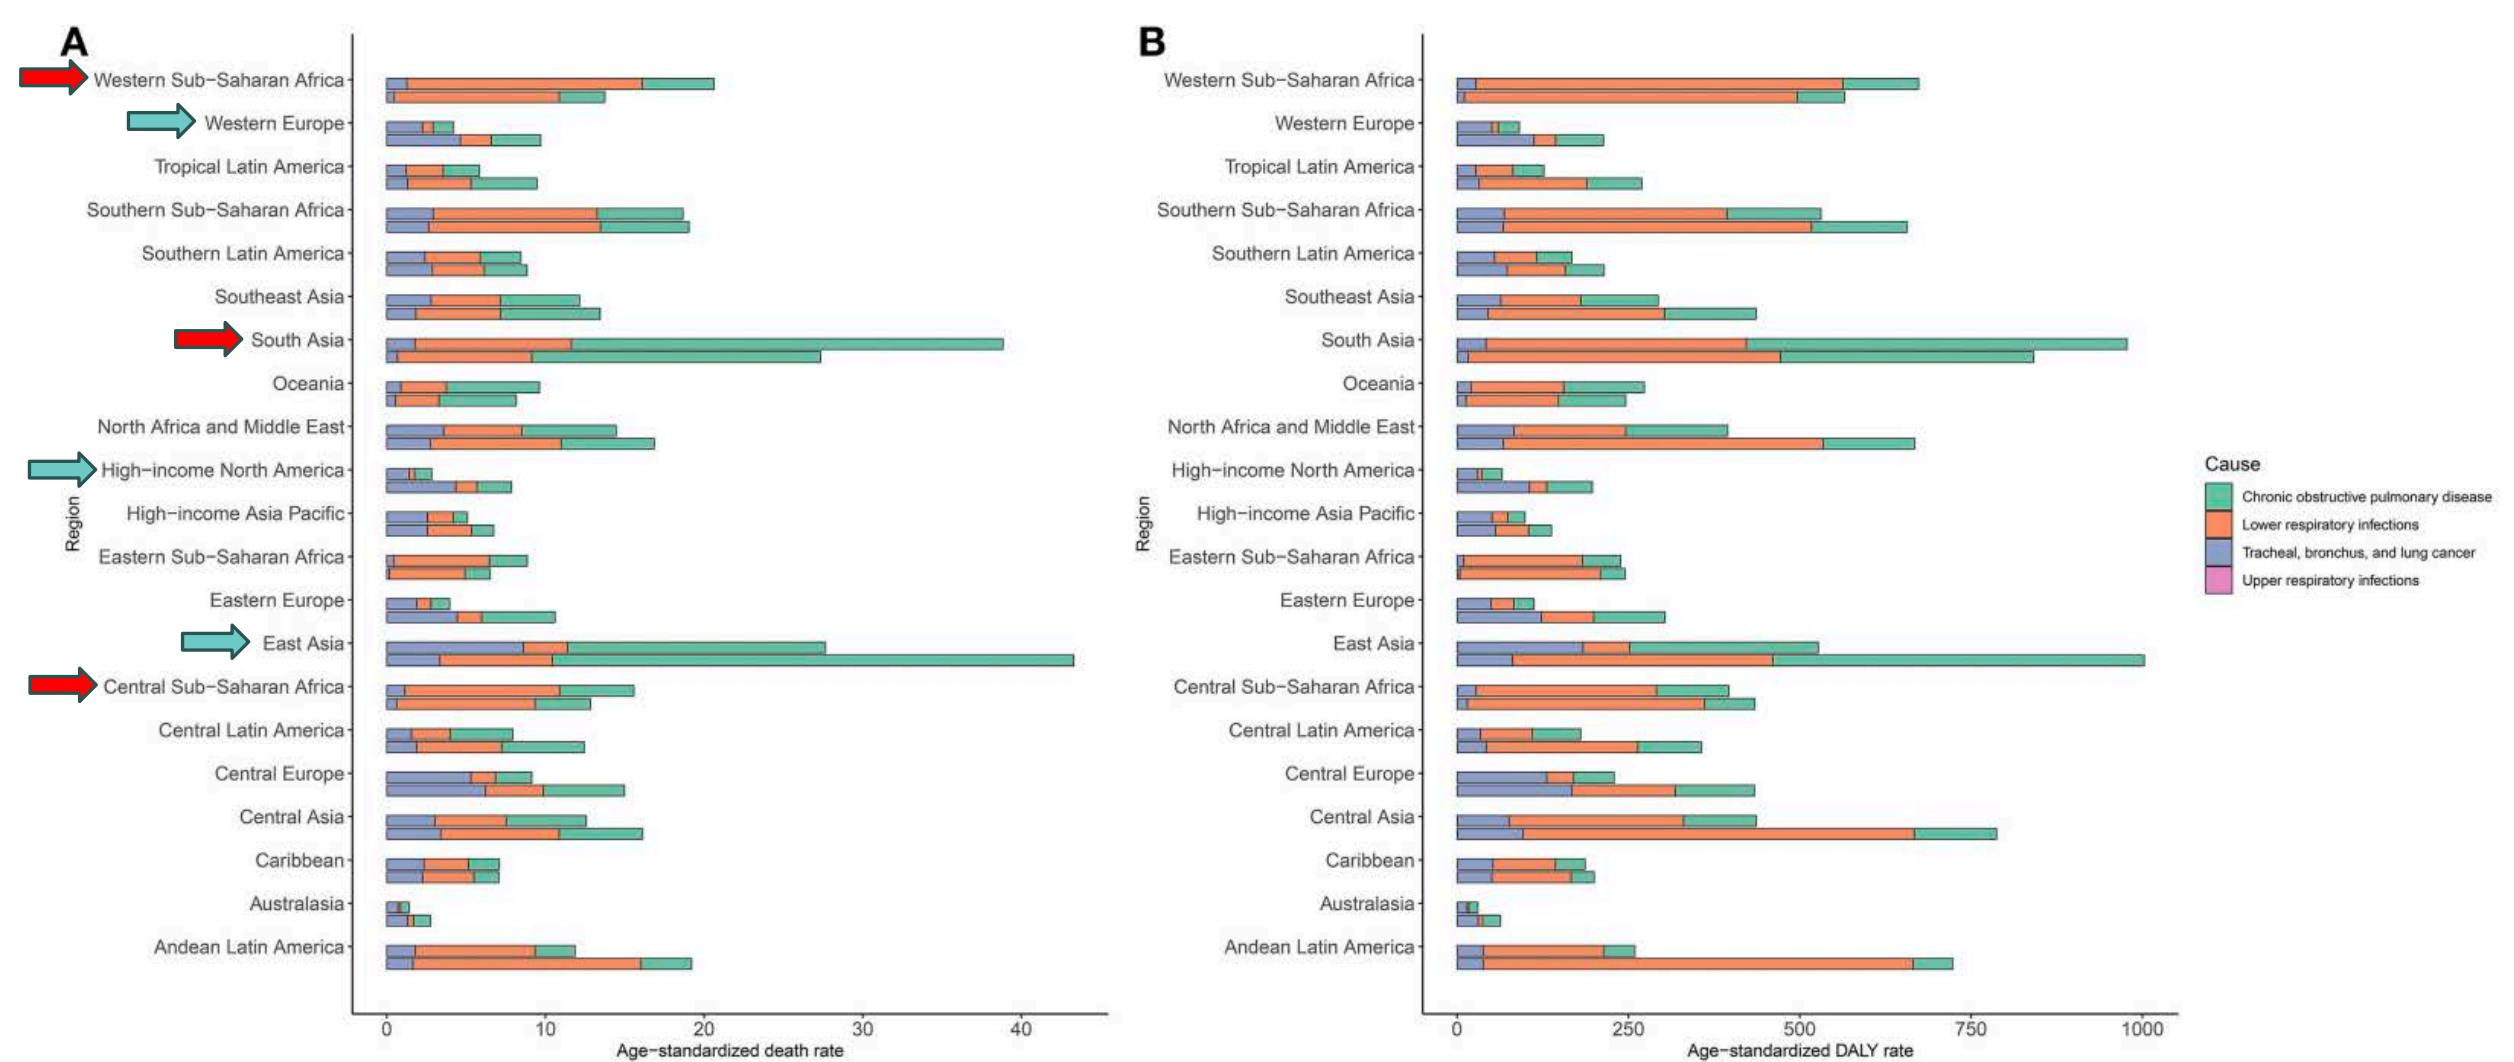 A
Western Sub−Saharan Africa
Western Europe
Tropical Latin America
Southern Sub−Saharan Africa
Southern Latin America
Southeast Asia
South Asia
Oceania
North Africa and Middle East
High−income North America
High−income Asia Pacific
Eastern Sub−Saharan Africa
Eastern Europe
East Asia
Central Sub−Saharan Africa
Central Latin America
Central Europe
Central Asia
Caribbean
Australasia
Andean Latin America
Region
0 10 20 30 40
Age−standardized death rate
B
Western Sub−Saharan Africa
Western Europe
Tropical Latin America
Southern Sub−Saharan Africa
Southern Latin America
Southeast Asia
South Asia
Oceania
North Africa and Middle East
High−income North America
High−income Asia Pacific
Eastern Sub−Saharan Africa
Eastern Europe
East Asia
Central Sub−Saharan Africa
Central Latin America
Central Europe
Central Asia
Caribbean
Australasia
Andean Latin America
Region
0 250 500 750 1000
Age−standardized DALY rate
Cause
Chronic obstructive pulmonary disease
Lower respiratory infections
Tracheal, bronchus, and lung cancer
Upper respiratory infections